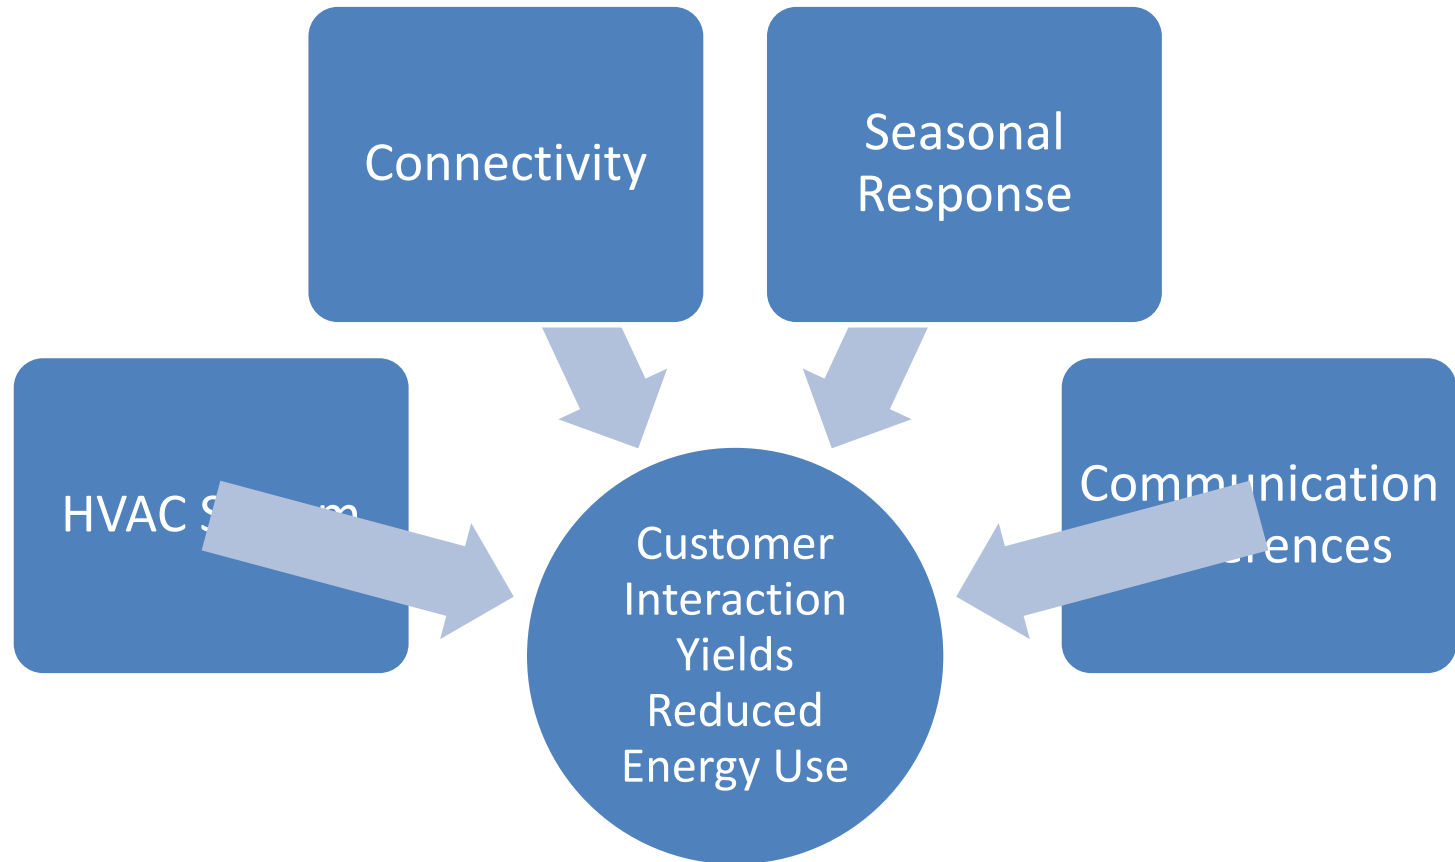 Connectivity
Seasonal
Response
HVAC
Communication
Customer
Interaction
Yields
Reduced
Energy Use